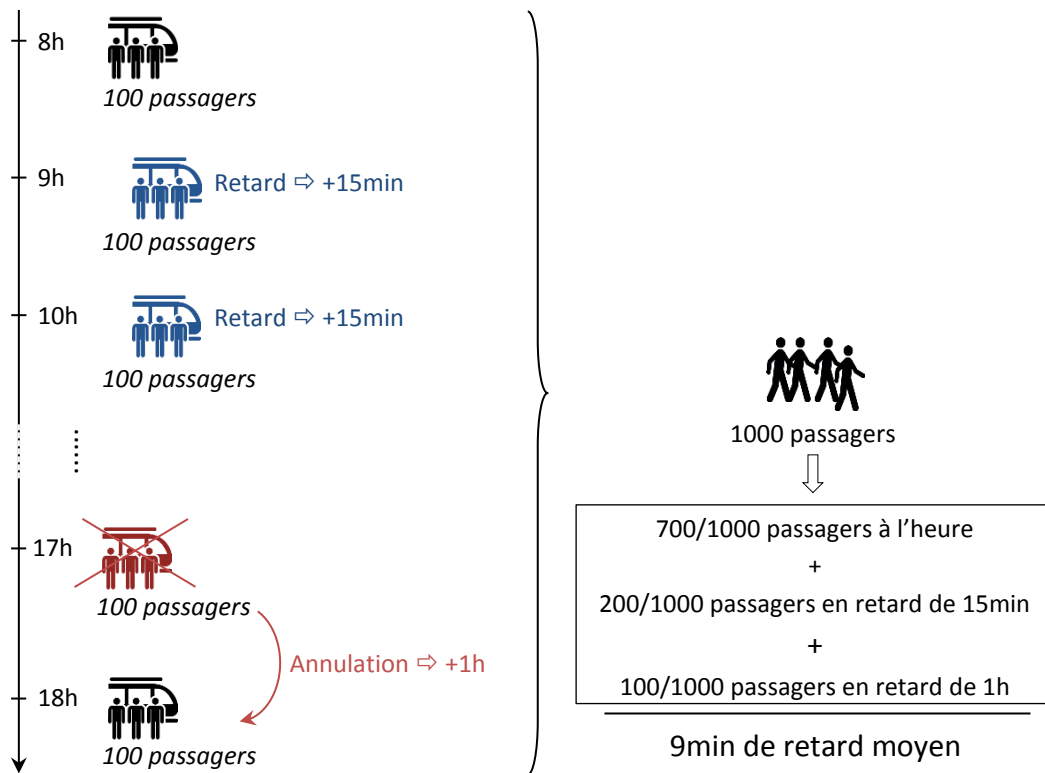 8h
100 passagers
9h
Retard ⇨ +15min
100 passagers
10h
Retard ⇨ +15min
100 passagers
17h
100 passagers
Annulation ⇨ +1h
18h
100 passagers
1000 passagers
700/1000 passagers à l’heure
+
200/1000 passagers en retard de 15min
+
100/1000 passagers en retard de 1h
9min de retard moyen